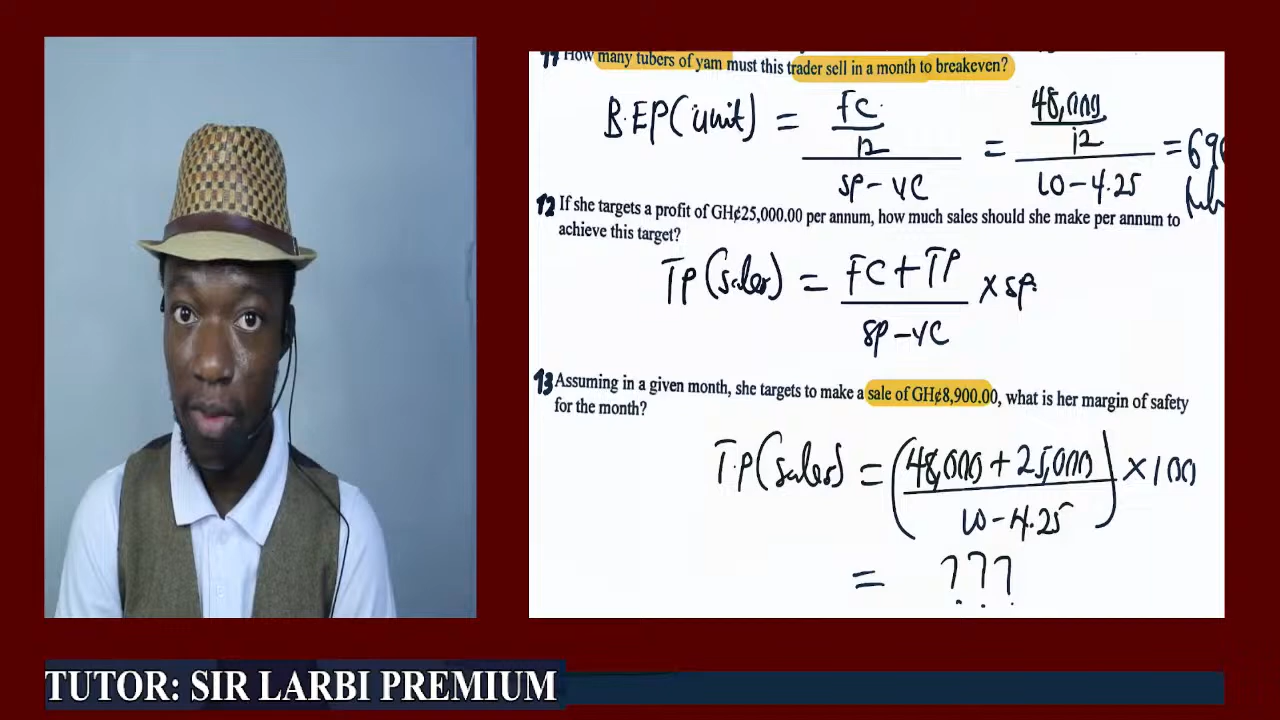 11 How many tubers of yam must this trader sell in a month to breakeven?
B.EP(unit) = FC/12 / SP-VC = 48,000/12 / 10-4.25 = 69
12 If she targets a profit of GH¢25,000.00 per annum, how much sales should she make per annum to
achieve this target?
TP(sales) = FC+TP / SP-VC × SP
13 Assuming in a given month, she targets to make a sale of GH¢8,900.00, what is her margin of safety
for the month?
T.P(sales) = (48,000 + 25,000 / 10-4.25) × 100
= ???
TUTOR: SIR LARBI PREMIUM